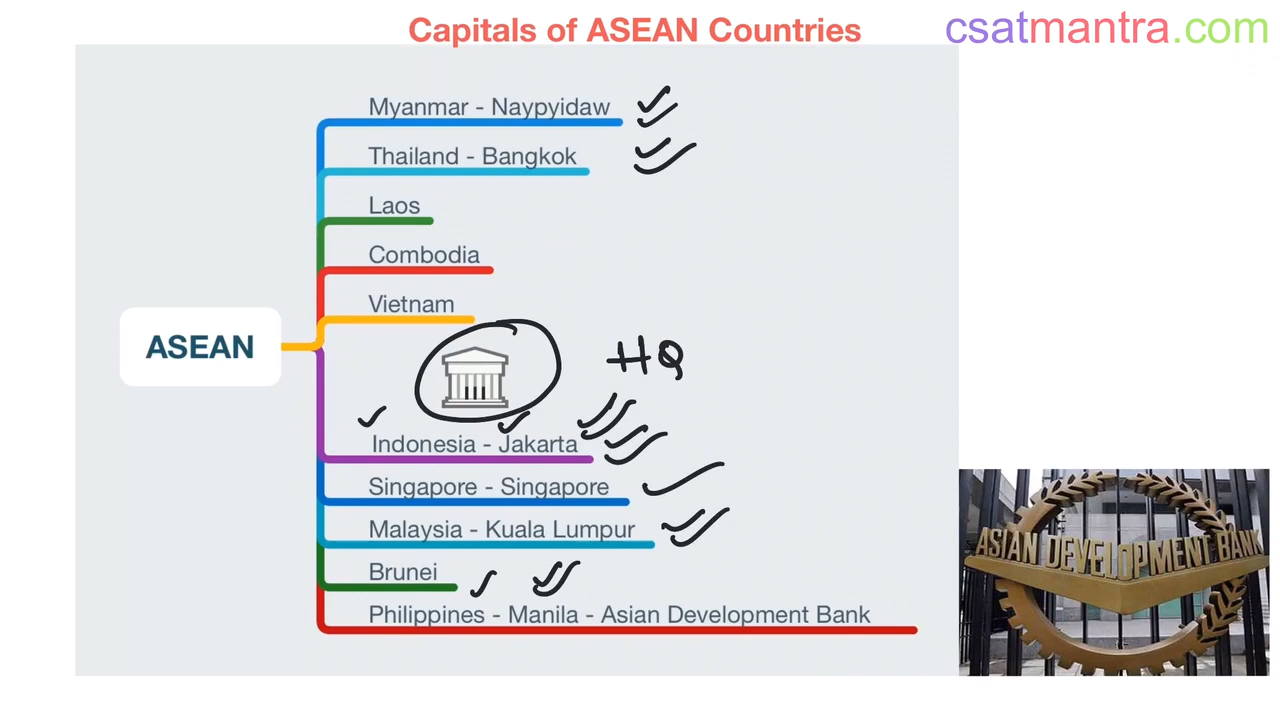 Capitals of ASEAN Countries
csatmantra.com
Myanmar - Naypyidaw
Thailand - Bangkok
Laos
Combodia
Vietnam
ASEAN
HQ
Indonesia - Jakarta
Singapore - Singapore
Malaysia - Kuala Lumpur
Brunei
Philippines - Manila - Asian Development Bank
ASIAN DEVELOPMENT BANK